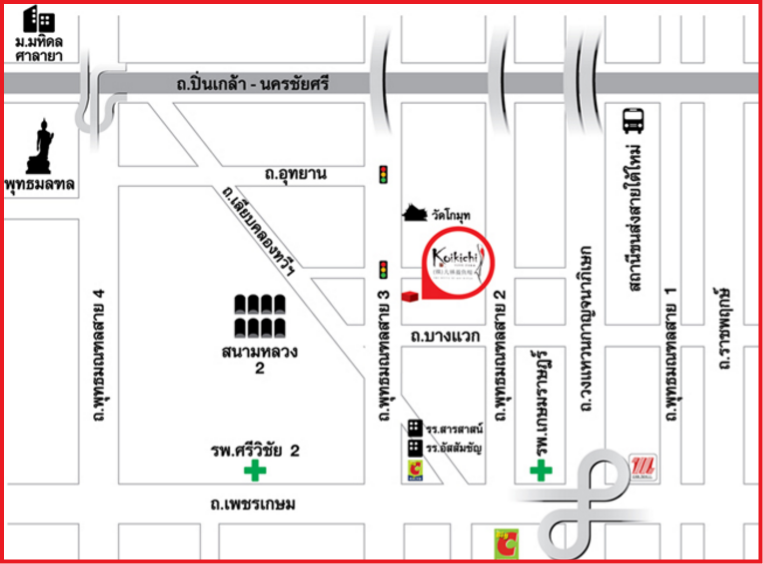 ม.มหิดล
ศาลายา
ถ.ปิ่นเกล้า - นครชัยศรี
พุทธมลฑล
ถ.อุทยาน
ถ.เลียบคลองทวีฯ
วัดโกมุท
Koikichi
สถานีขนส่งสายใต้ใหม่
ถ.พุทธมณฑลสาย 4
สนามหลวง
2
ถ.พุทธมณฑลสาย 3
ถ.บางแวก
ถ.พุทธมณฑลสาย 2
ถ.วงแหวนกาญจนาภิเษก
ถ.พุทธมณฑลสาย 1
ถ.ราชพฤกษ์
รพ.เกษมราษฎร์
รร.สารสาสน์
รร.อัสสัมชัญ
รพ.ศรีวิชัย 2
ถ.เพชรเกษม